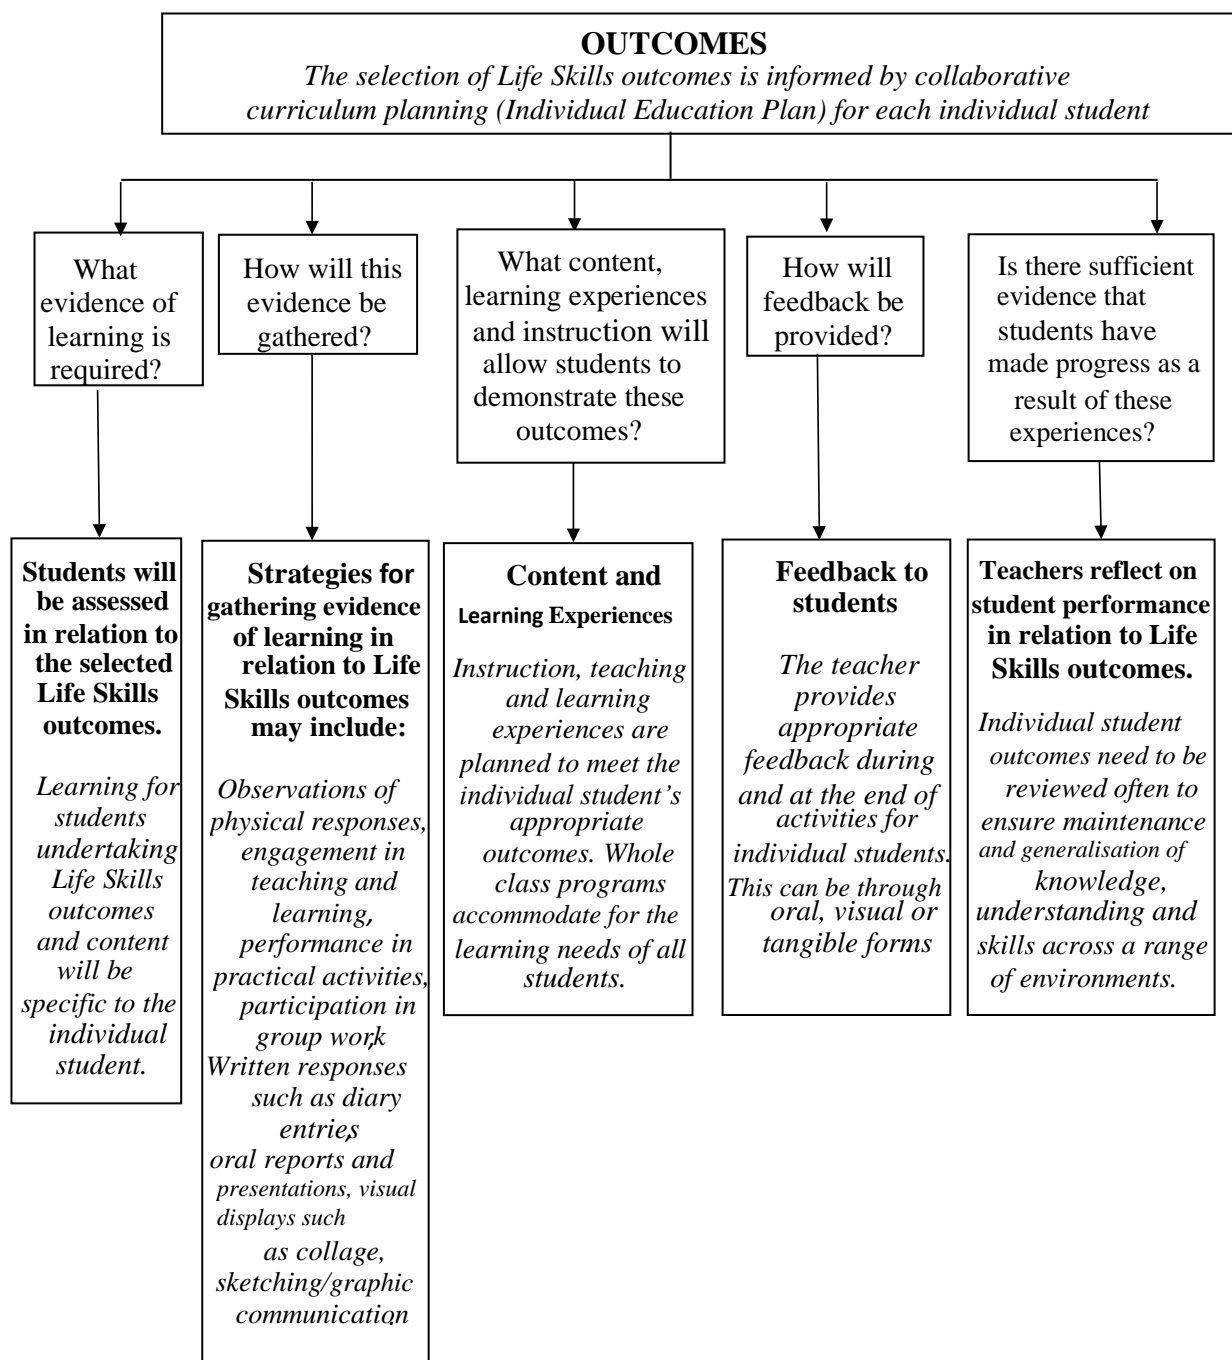 OUTCOMES
The selection of Life Skills outcomes is informed by collaborative
curriculum planning (Individual Education Plan) for each individual student
What
evidence of
learning is
required?
How will this
evidence be
gathered?
What content,
learning experiences
and instruction will
allow students to
demonstrate these
outcomes?
How will
feedback be
provided?
Is there sufficient
evidence that
students have
made progress as a
result of these
experiences?
Students will
be assessed
in relation to
the selected
Life Skills
outcomes.
Learning for
students
undertaking
Life Skills
outcomes
and content
will be
specific to the
individual
student.
Strategies for
gathering evidence
of learning in
relation to Life
Skills outcomes
may include:
Observations of
physical responses,
engagement in
teaching and
learning,
performance in
practical activities,
participation in
group work,
Written responses
such as diary
entries,
oral reports and
presentations, visual
displays such
as collage,
sketching/graphic
communication.
Content and
Learning Experiences
Instruction, teaching
and learning
experiences are
planned to meet the
individual student’s
appropriate
outcomes. Whole
class programs
accommodate for the
learning needs of all
students.
Feedback to
students
The teacher
provides
appropriate
feedback during
and at the end of
activities for
individual students.
This can be through
oral, visual or
tangible forms
Teachers reflect on
student performance
in relation to Life
Skills outcomes.
Individual student
outcomes need to be
reviewed often to
ensure maintenance
and generalisation of
knowledge,
understanding and
skills across a range
of environments.